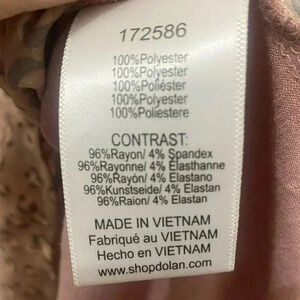 172586
100%Polyester
100%Polyester
100%Poliéster
100%Polyester
100%Poliestere
CONTRAST:
96%Rayon/ 4% Spandex
96%Rayonne/ 4% Elasthanne
96%Rayón/ 4% Elastano
96%Kunstseide/ 4% Elastan
96%Raion/ 4% Elastan
MADE IN VIETNAM
Fabriqué au VIETNAM
Hecho en VIETNAM
www.shopdolan.com